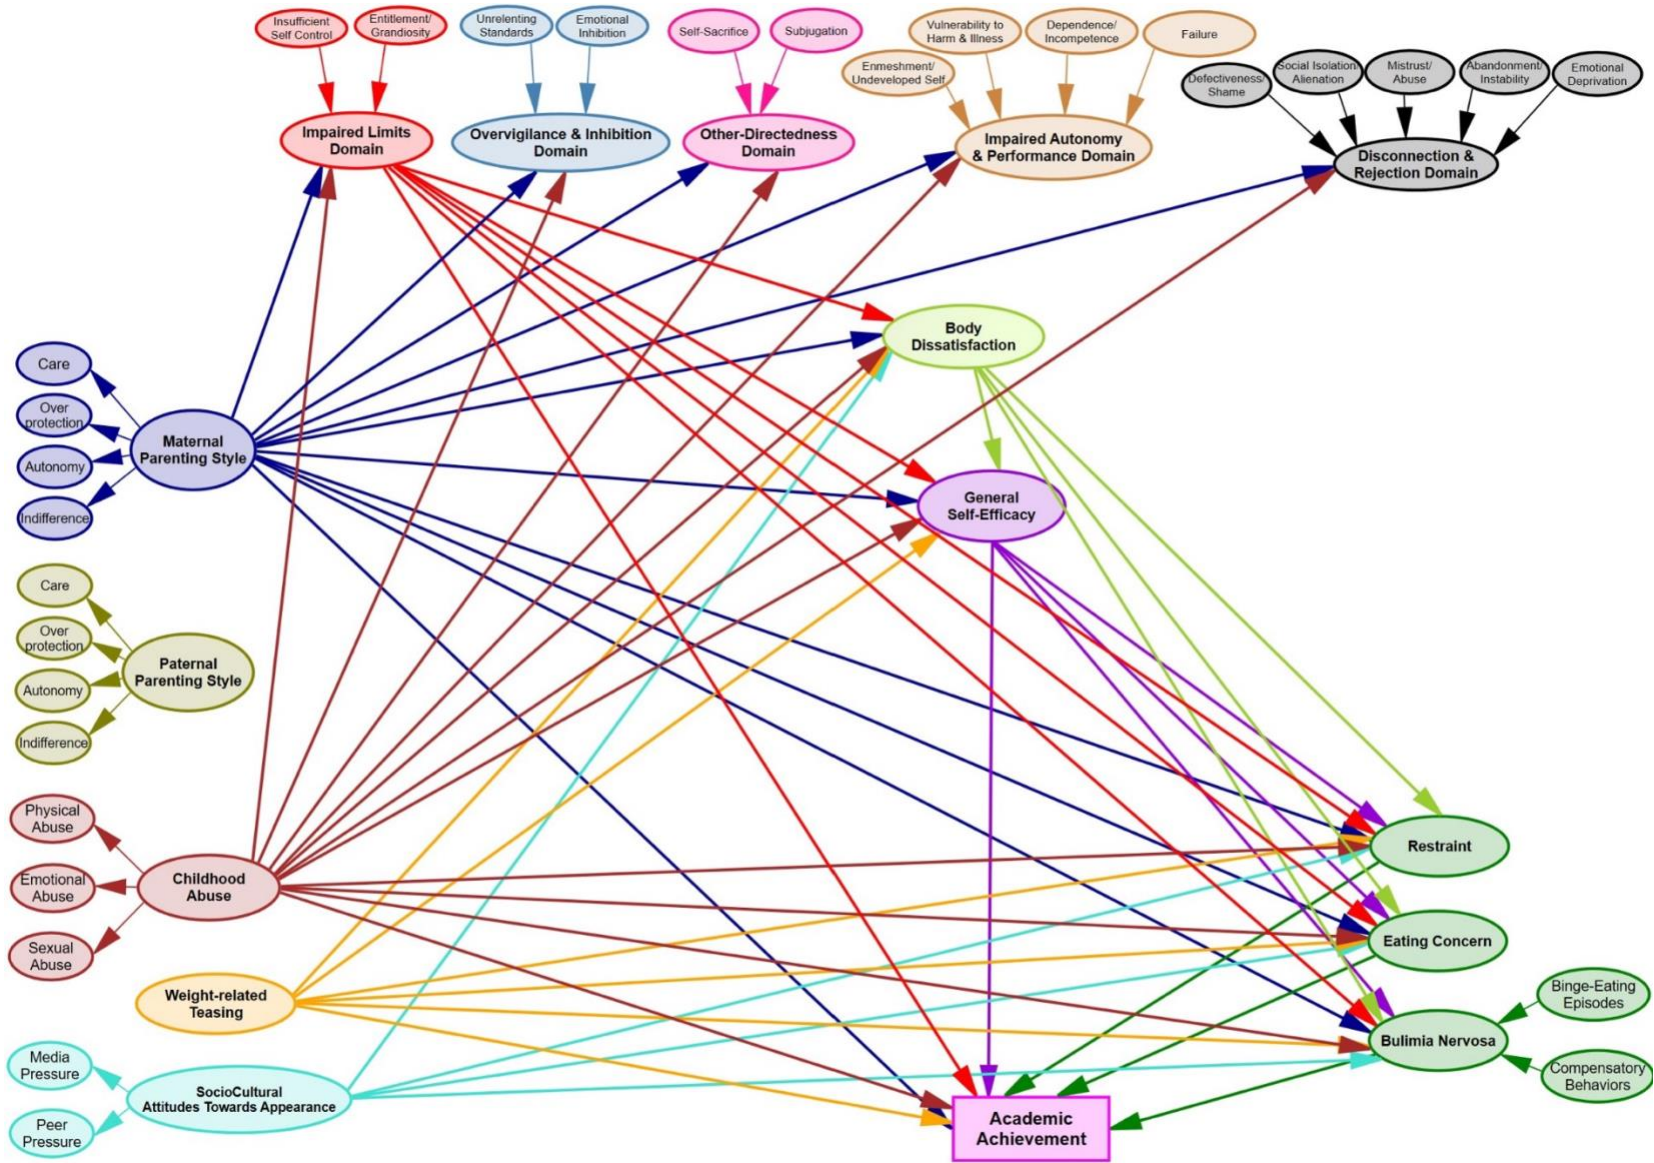 Insufficient
Self Control
Entitlement/
Grandiosity
Unrelenting
Standards
Emotional
Inhibition
Self-Sacrifice
Subjugation
Enmeshment/
Undeveloped Self
Vulnerability to
Harm & Illness
Dependence/
Incompetence
Failure
Defectiveness/
Shame
Social Isolation/
Alienation
Mistrust/
Abuse
Abandonment/
Instability
Emotional
Deprivation
Impaired Limits
Domain
Overvigilance & Inhibition
Domain
Other-Directedness
Domain
Impaired Autonomy
& Performance Domain
Disconnection &
Rejection Domain
Body
Dissatisfaction
Care
Over
protection
Autonomy
Indifference
Maternal
Parenting Style
General
Self-Efficacy
Care
Over
protection
Autonomy
Indifference
Paternal
Parenting Style
Physical
Abuse
Emotional
Abuse
Sexual
Abuse
Childhood
Abuse
Restraint
Eating Concern
Weight-related
Teasing
Bulimia Nervosa
Binge-Eating
Episodes
Compensatory
Behaviors
Media
Pressure
Peer
Pressure
SocioCultural
Attitudes Towards Appearance
Academic
Achievement